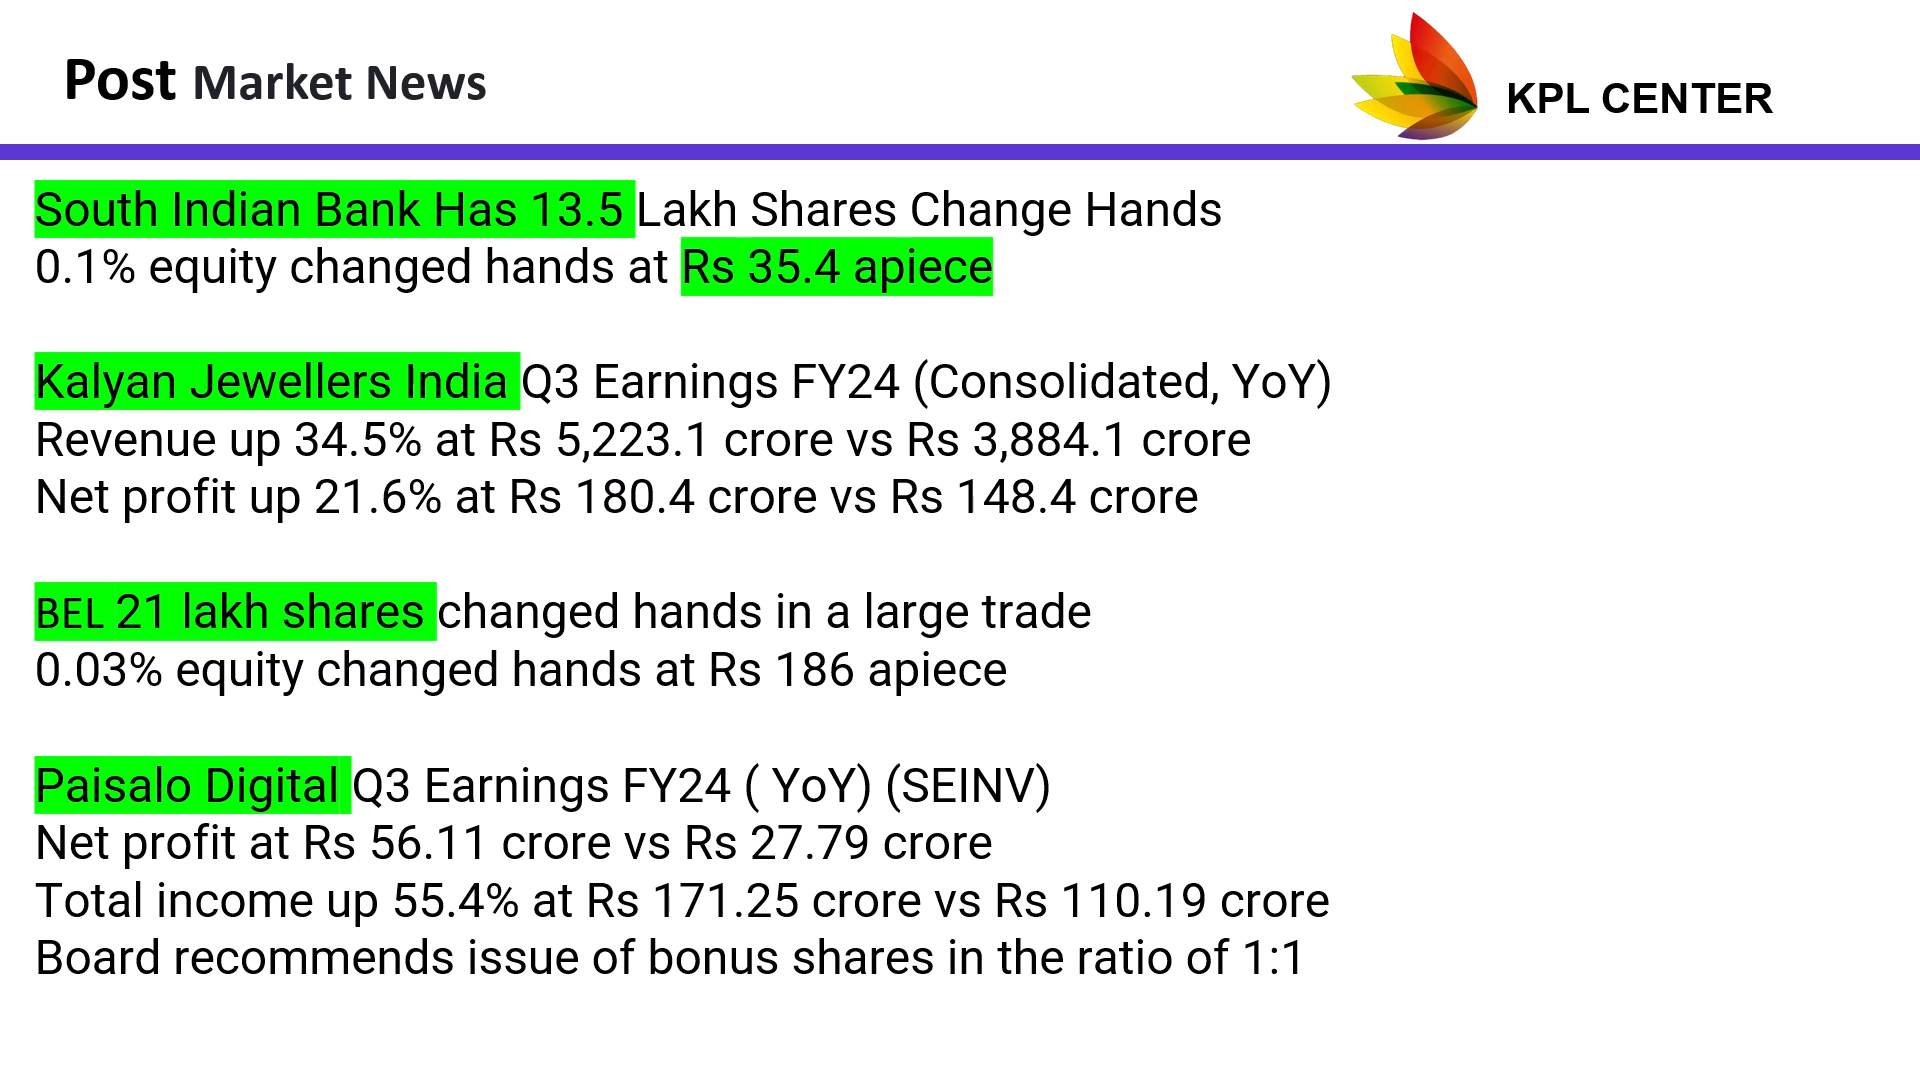 Post Market News
KPL CENTER
South Indian Bank Has 13.5 Lakh Shares Change Hands
0.1% equity changed hands at Rs 35.4 apiece
Kalyan Jewellers India Q3 Earnings FY24 (Consolidated, YoY)
Revenue up 34.5% at Rs 5,223.1 crore vs Rs 3,884.1 crore
Net profit up 21.6% at Rs 180.4 crore vs Rs 148.4 crore
BEL 21 lakh shares changed hands in a large trade
0.03% equity changed hands at Rs 186 apiece
Paisalo Digital Q3 Earnings FY24 ( YoY) (SEINV)
Net profit at Rs 56.11 crore vs Rs 27.79 crore
Total income up 55.4% at Rs 171.25 crore vs Rs 110.19 crore
Board recommends issue of bonus shares in the ratio of 1:1